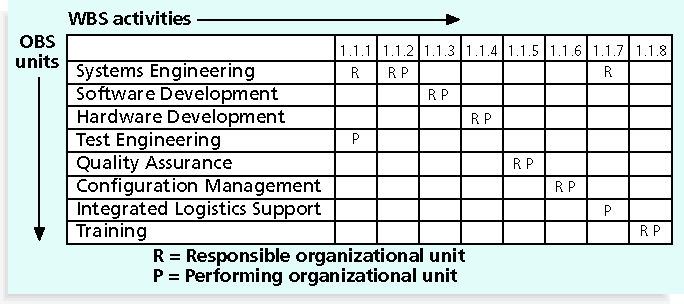 WBS activities
OBS units
1.1.1 1.1.2 1.1.3 1.1.4 1.1.5 1.1.6 1.1.7 1.1.8
Systems Engineering R R P R
Software Development R P
Hardware Development R P
Test Engineering P
Quality Assurance R P
Configuration Management R P
Integrated Logistics Support P
Training R P
R = Responsible organizational unit
P = Performing organizational unit